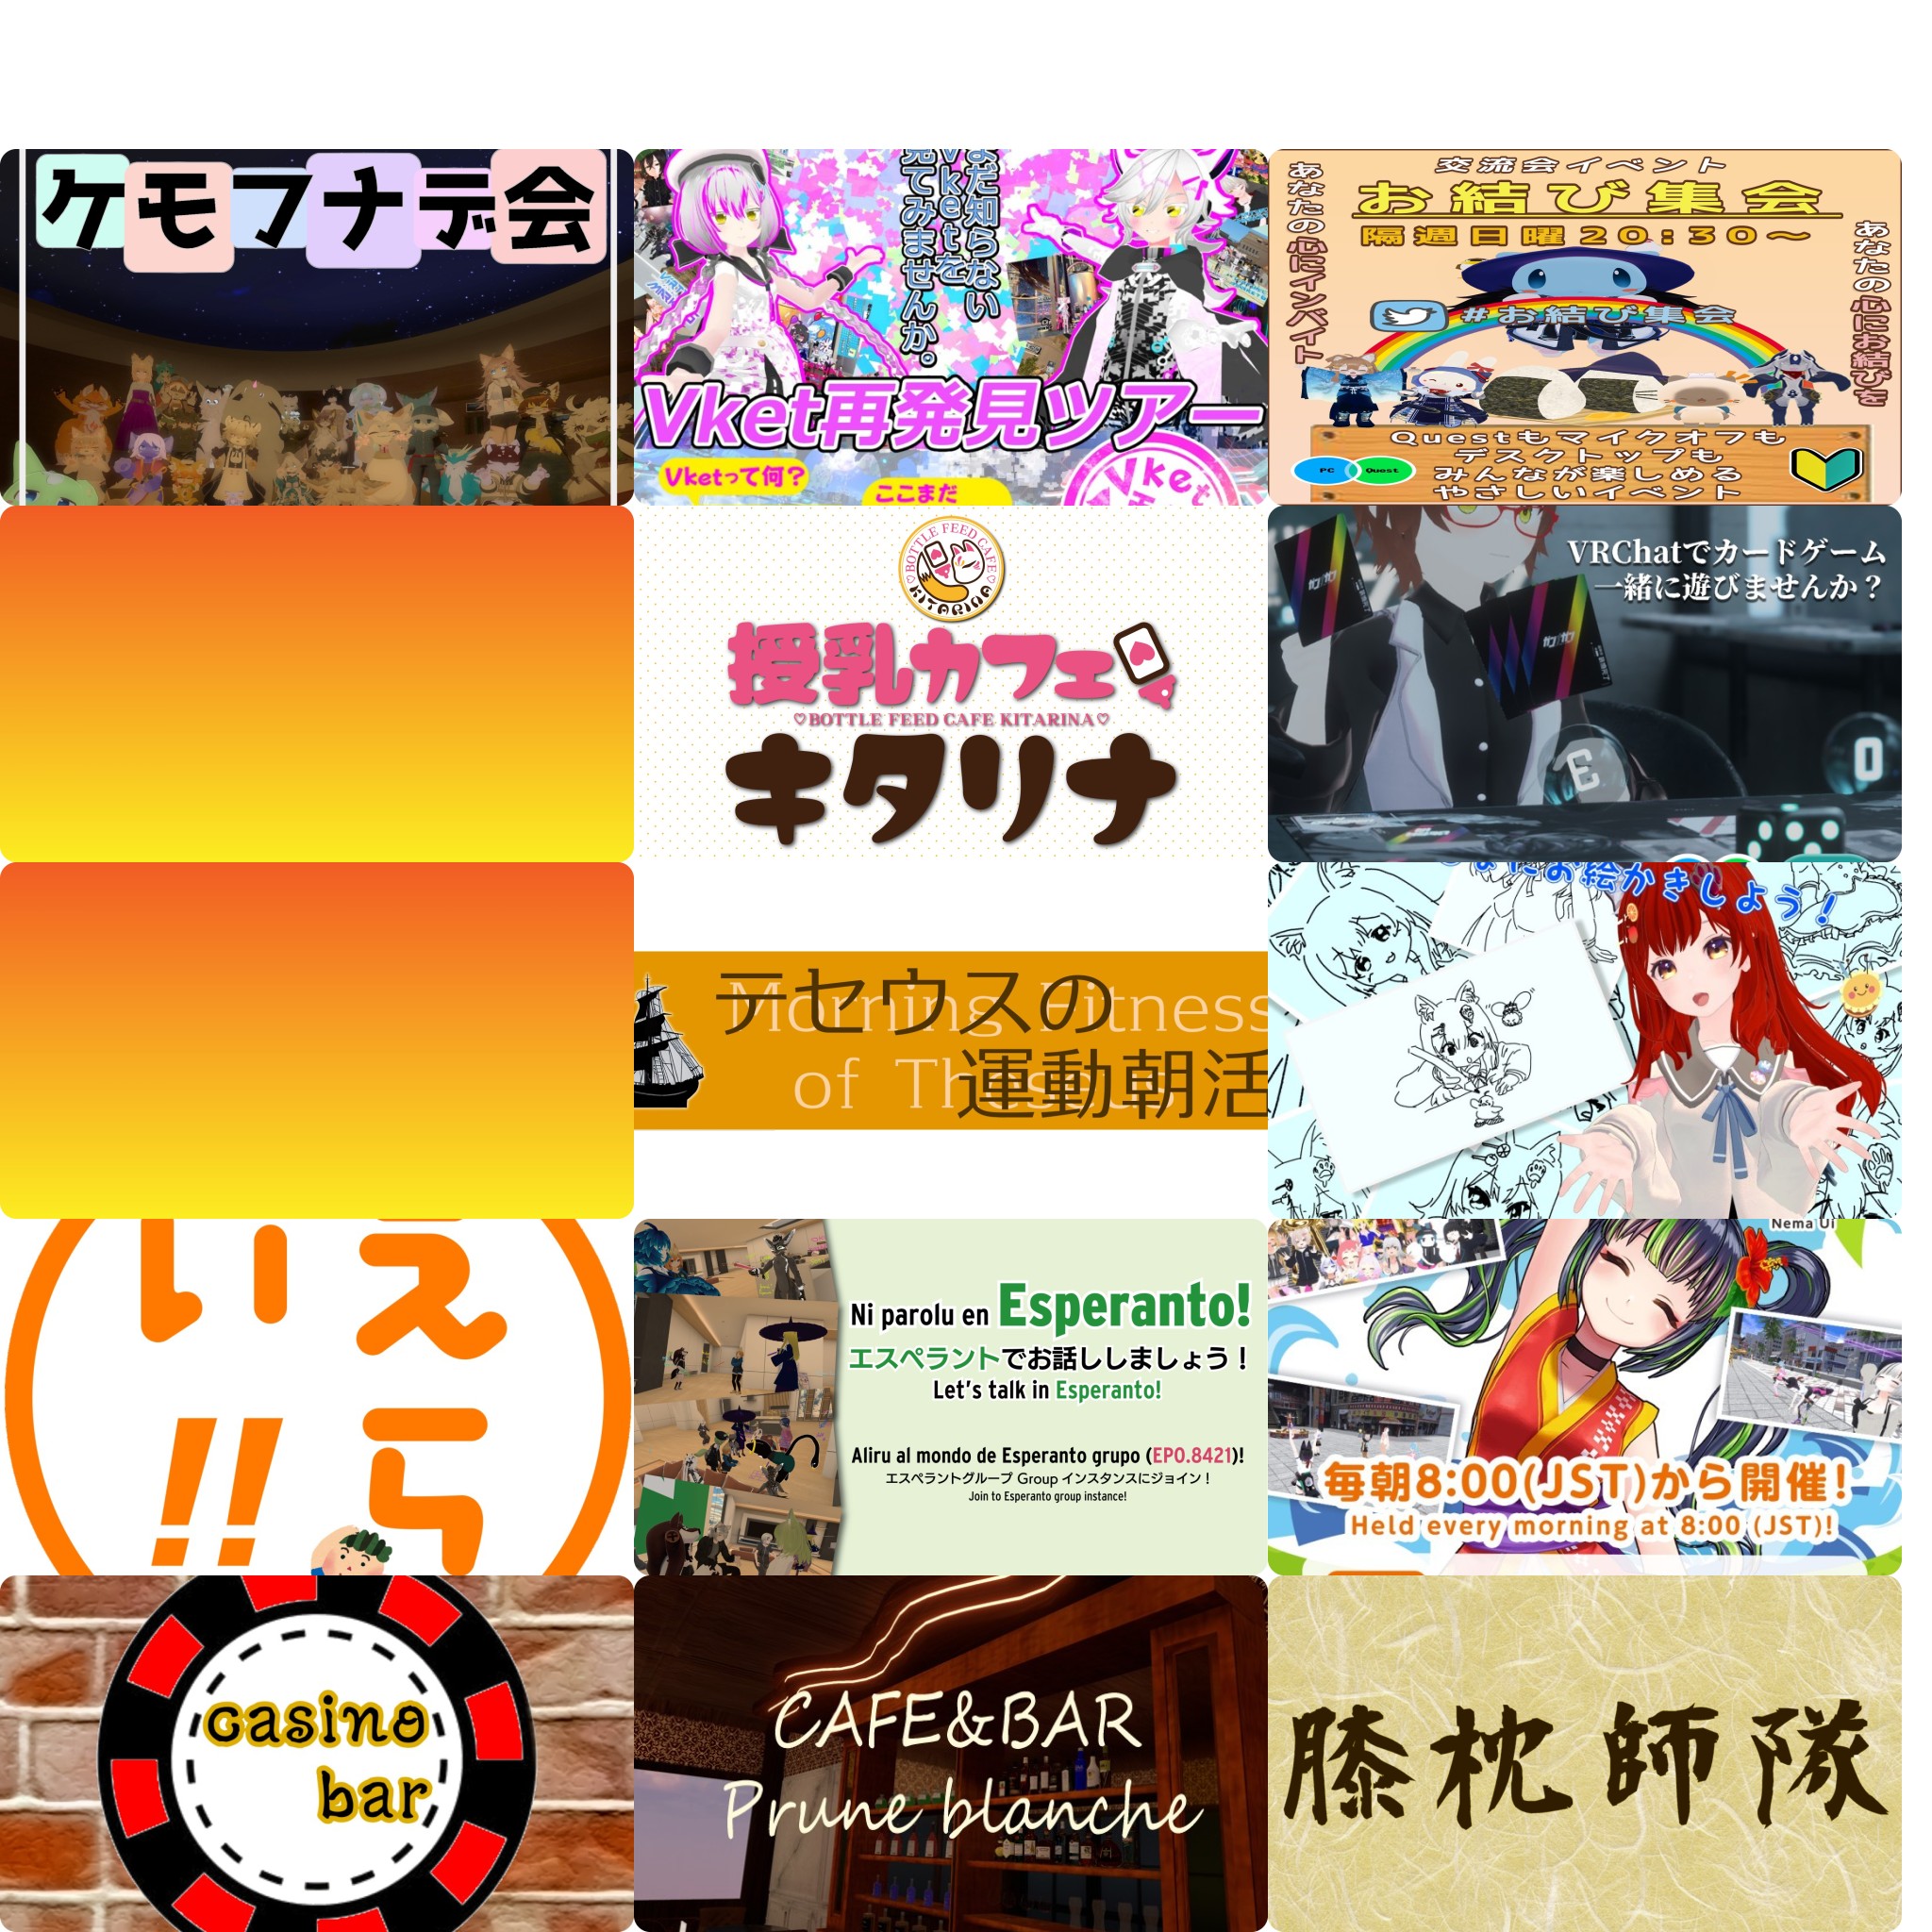 ケモフナデ会
まだ知らない
Vketを
見てみませんか。
Vket再発見ツアー
Vketって何?
ここまだ
Vket
交流会イベント
お結び集会
隔週日曜20:30~
あなたの心にインバイト
あなたの心にお結びを
#お結び集会
Questもマイクオフも
デスクトップも
みんなが楽しめる
やさしいイベント
PC
Quest
BOTTLE FEED CAFE
KITARINA
授乳カフェ
♡BOTTLE FEED CAFE KITARINA♡
キタリナ
VRChatでカードゲーム
一緒に遊びませんか?
E
O
テセウスの
運動朝活
Morning Fitness
of Theseus
お絵かきしよう!
えら
い!!
Ni parolu en Esperanto!
エスペラントでお話ししましょう!
Let's talk in Esperanto!
Aliru al mondo de Esperanto grupo (EPO.8421)!
エスペラントグループ Group インスタンスにジョイン!
Join to Esperanto group instance!
Nema Ui
毎朝8:00(JST)から開催!
Held every morning at 8:00 (JST)!
casino
bar
CAFE&BAR
Prune blanche
膝枕師隊